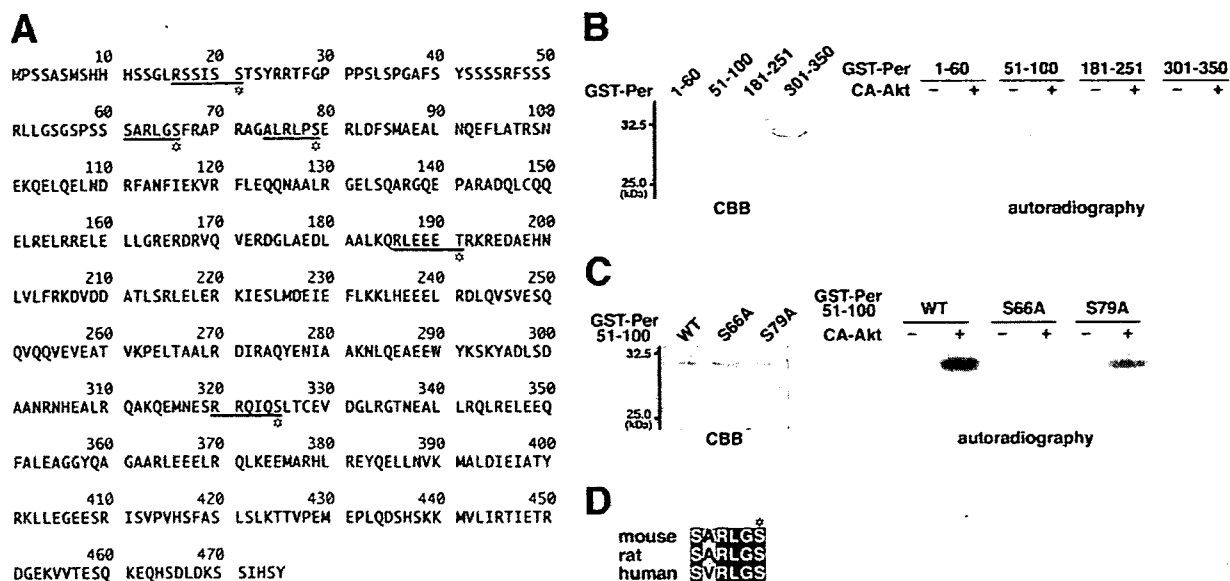 A
10 20 30 40 50
MPSSASMSHH HSSGLRSSIS STSYRRTFGP PPSLSPGAFS YSSSSRFSSS
60 70 80 90 100
RLLGSGSPSS SARLGSFRAP RAGALRLPSE RLDFSMAEAL NQEFLATRSN
110 120 130 140 150
EKQELQELND RFANFIEKVR FLEQQNAALR GELSQARGQE PARADQLCQQ
160 170 180 190 200
ELRELRRELE LLGRERDRVQ VERDGLAEDL AALKQRLEEE TRKREDAEHN
210 220 230 240 250
LVLFRKDVDD ATLSRLELER KIESLMDEIE FLKKLHEEEL RDLQVSVESQ
260 270 280 290 300
QVQQVEVEAT VKPELTAALR DIRAQYENIA AKNLQEAEEW YKSKYADLSD
310 320 330 340 350
AANRNHEALR QAKQEMNESR RQIQSLTCEV DGLRGTNEAL LRQLRELEEQ
360 370 380 390 400
FALEAGGYQA GAARLEEELR QLKEEMARHL REYQELLNVK MALDIEIATY
410 420 430 440 450
RKLLEGEESR ISVPVHSFAS LSLKTTVPEM EPLQDSHSKK MVLIRTIETR
460 470
DGEKVVTESQ KEQHSDLDKS SIHSY
B
GST-Per 1-60 51-100 181-251 301-350
32.5
25.0
(kDa)
CBB
GST-Per 1-60 51-100 181-251 301-350
CA-Akt − + − + − + − +
autoradiography
C
GST-Per 51-100 WT S66A S79A
32.5
25.0
(kDa)
CBB
GST-Per 51-100 WT S66A S79A
CA-Akt − + − + − +
autoradiography
D
mouse SARLGS
rat SARLGS
human SVRLGS